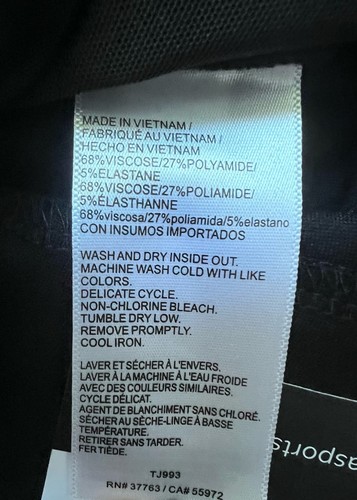 MADE IN VIETNAM /
FABRIQUÉ AU VIETNAM /
HECHO EN VIETNAM
68%VISCOSE/27%POLYAMIDE/
5%ELASTANE
68%VISCOSE/27%POLIAMIDE/
5%ÉLASTHANNE
68%viscosa/27%poliamida/5%elastano
CON INSUMOS IMPORTADOS
WASH AND DRY INSIDE OUT.
MACHINE WASH COLD WITH LIKE
COLORS.
DELICATE CYCLE.
NON-CHLORINE BLEACH.
TUMBLE DRY LOW.
REMOVE PROMPTLY.
COOL IRON.
LAVER ET SÉCHER À L'ENVERS.
LAVER À LA MACHINE À L'EAU FROIDE
AVEC DES COULEURS SIMILAIRES.
CYCLE DÉLICAT.
AGENT DE BLANCHIMENT SANS CHLORÉ.
SÉCHER AU SÈCHE-LINGE À BASSE
TEMPÉRATURE.
RETIRER SANS TARDER.
FER TIÈDE.
TJ993
RN# 37763 / CA# 55972
asports